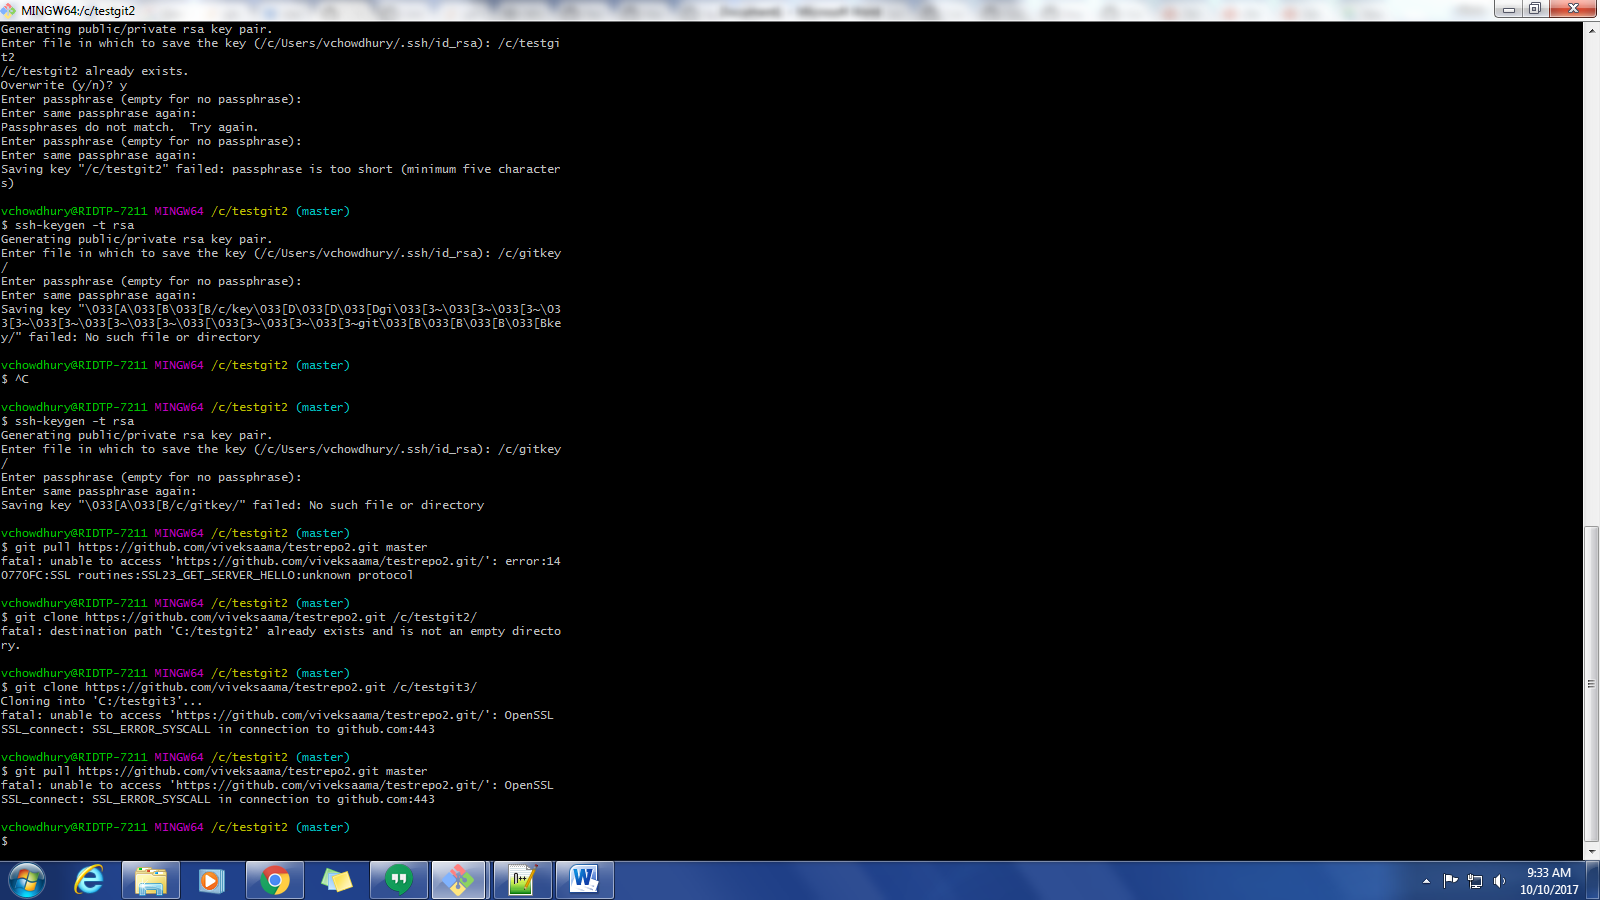 MINGW64:/c/testgit2
Generating public/private rsa key pair.
Enter file in which to save the key (/c/Users/vchowdhury/.ssh/id_rsa): /c/testgi
t2
/c/testgit2 already exists.
Overwrite (y/n)? y
Enter passphrase (empty for no passphrase):
Enter same passphrase again:
Passphrases do not match.  Try again.
Enter passphrase (empty for no passphrase):
Enter same passphrase again:
Saving key "/c/testgit2" failed: passphrase is too short (minimum five character
s)
vchowdhury@RIDTP-7211 MINGW64 /c/testgit2 (master)
$ ssh-keygen -t rsa
Generating public/private rsa key pair.
Enter file in which to save the key (/c/Users/vchowdhury/.ssh/id_rsa): /c/gitkey
/
Enter passphrase (empty for no passphrase):
Enter same passphrase again:
Saving key "\033[A\033[B\033[B/c/key\033[D\033[D\033[Dgi\033[3~\033[3~\033[3~\03
3[3~\033[3~\033[3~\033[3~\033[\033[3~\033[3~\033[3~git\033[B\033[B\033[B\033[Bke
y/" failed: No such file or directory
vchowdhury@RIDTP-7211 MINGW64 /c/testgit2 (master)
$ ^C
vchowdhury@RIDTP-7211 MINGW64 /c/testgit2 (master)
$ ssh-keygen -t rsa
Generating public/private rsa key pair.
Enter file in which to save the key (/c/Users/vchowdhury/.ssh/id_rsa): /c/gitkey
/
Enter passphrase (empty for no passphrase):
Enter same passphrase again:
Saving key "\033[A\033[B/c/gitkey/" failed: No such file or directory
vchowdhury@RIDTP-7211 MINGW64 /c/testgit2 (master)
$ git pull https://github.com/viveksaama/testrepo2.git master
fatal: unable to access 'https://github.com/viveksaama/testrepo2.git/': error:14
0770FC:SSL routines:SSL23_GET_SERVER_HELLO:unknown protocol
vchowdhury@RIDTP-7211 MINGW64 /c/testgit2 (master)
$ git clone https://github.com/viveksaama/testrepo2.git /c/testgit2/
fatal: destination path 'C:/testgit2' already exists and is not an empty directo
ry.
vchowdhury@RIDTP-7211 MINGW64 /c/testgit2 (master)
$ git clone https://github.com/viveksaama/testrepo2.git /c/testgit3/
Cloning into 'C:/testgit3'...
fatal: unable to access 'https://github.com/viveksaama/testrepo2.git/': OpenSSL
SSL_connect: SSL_ERROR_SYSCALL in connection to github.com:443
vchowdhury@RIDTP-7211 MINGW64 /c/testgit2 (master)
$ git pull https://github.com/viveksaama/testrepo2.git master
fatal: unable to access 'https://github.com/viveksaama/testrepo2.git/': OpenSSL
SSL_connect: SSL_ERROR_SYSCALL in connection to github.com:443
vchowdhury@RIDTP-7211 MINGW64 /c/testgit2 (master)
$
9:33 AM
10/10/2017